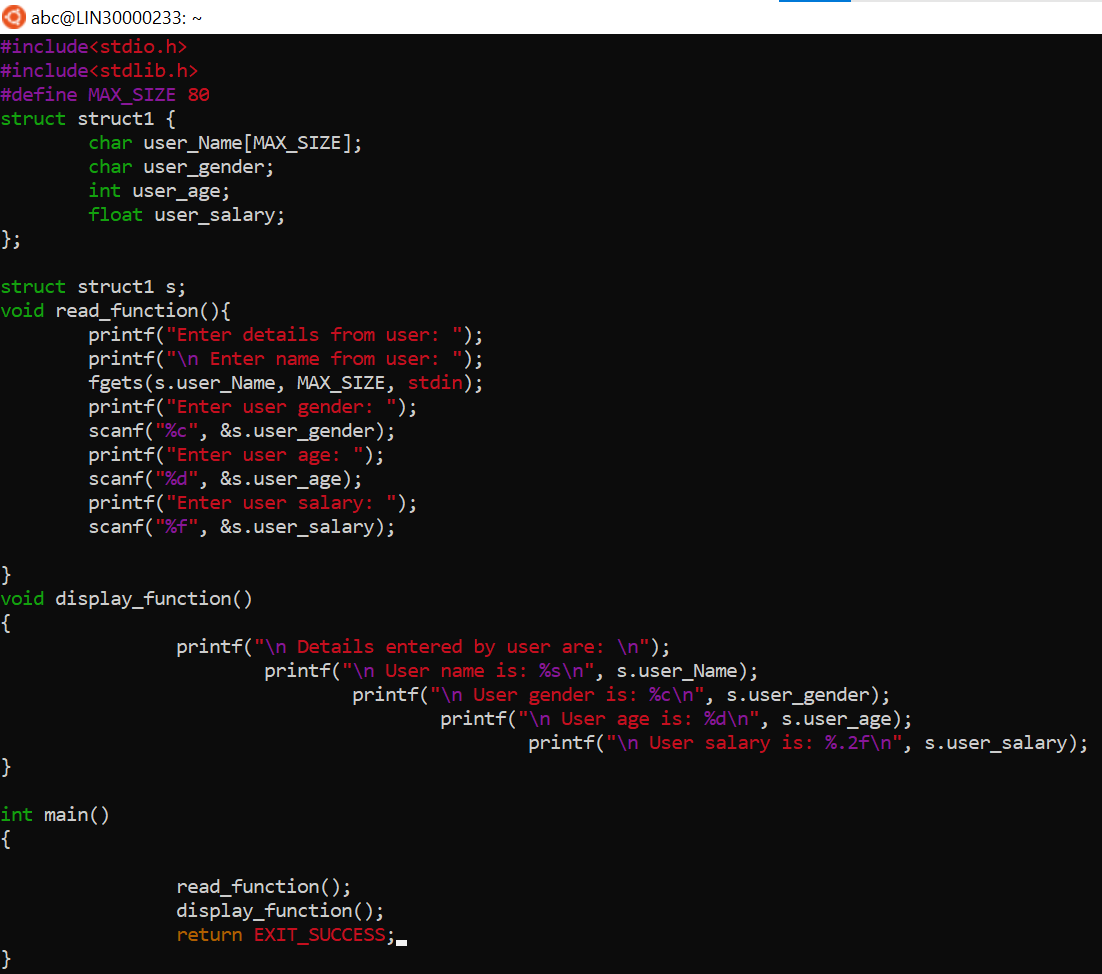 abc@LIN30000233: ~
#include<stdio.h>
#include<stdlib.h>
#define MAX_SIZE 80
struct struct1 {
        char user_Name[MAX_SIZE];
        char user_gender;
        int user_age;
        float user_salary;
};

struct struct1 s;
void read_function(){
        printf("Enter details from user: ");
        printf("\n Enter name from user: ");
        fgets(s.user_Name, MAX_SIZE, stdin);
        printf("Enter user gender: ");
        scanf("%c", &s.user_gender);
        printf("Enter user age: ");
        scanf("%d", &s.user_age);
        printf("Enter user salary: ");
        scanf("%f", &s.user_salary);

}
void display_function()
{
                printf("\n Details entered by user are: \n");
                        printf("\n User name is: %s\n", s.user_Name);
                                printf("\n User gender is: %c\n", s.user_gender);
                                        printf("\n User age is: %d\n", s.user_age);
                                                printf("\n User salary is: %.2f\n", s.user_salary);
}

int main()
{

                read_function();
                display_function();
                return EXIT_SUCCESS;
}